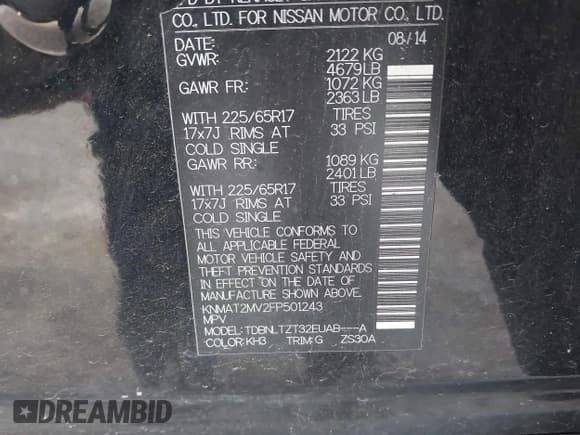 CO., LTD. FOR NISSAN MOTOR CO., LTD.
DATE: 08/14
GVWR: 2122 KG
4679LB
GAWR FR: 1072 KG
2363 LB
WITH 225/65R17 TIRES
17x7J RIMS AT 33 PSI
COLD SINGLE
GAWR RR: 1089 KG
2401 LB
WITH 225/65R17 TIRES
17x7J RIMS AT 33 PSI
COLD SINGLE
THIS VEHICLE CONFORMS TO
ALL APPLICABLE FEDERAL
MOTOR VEHICLE SAFETY AND
THEFT PREVENTION STANDARDS
IN EFFECT ON THE DATE OF
MANUFACTURE SHOWN ABOVE.
KNMAT2MV2FP501243
MPV
MODEL: TDBNLTZT32EUAB----A
COLOR:KH3 TRIM:G ZS30A
DREAMBID